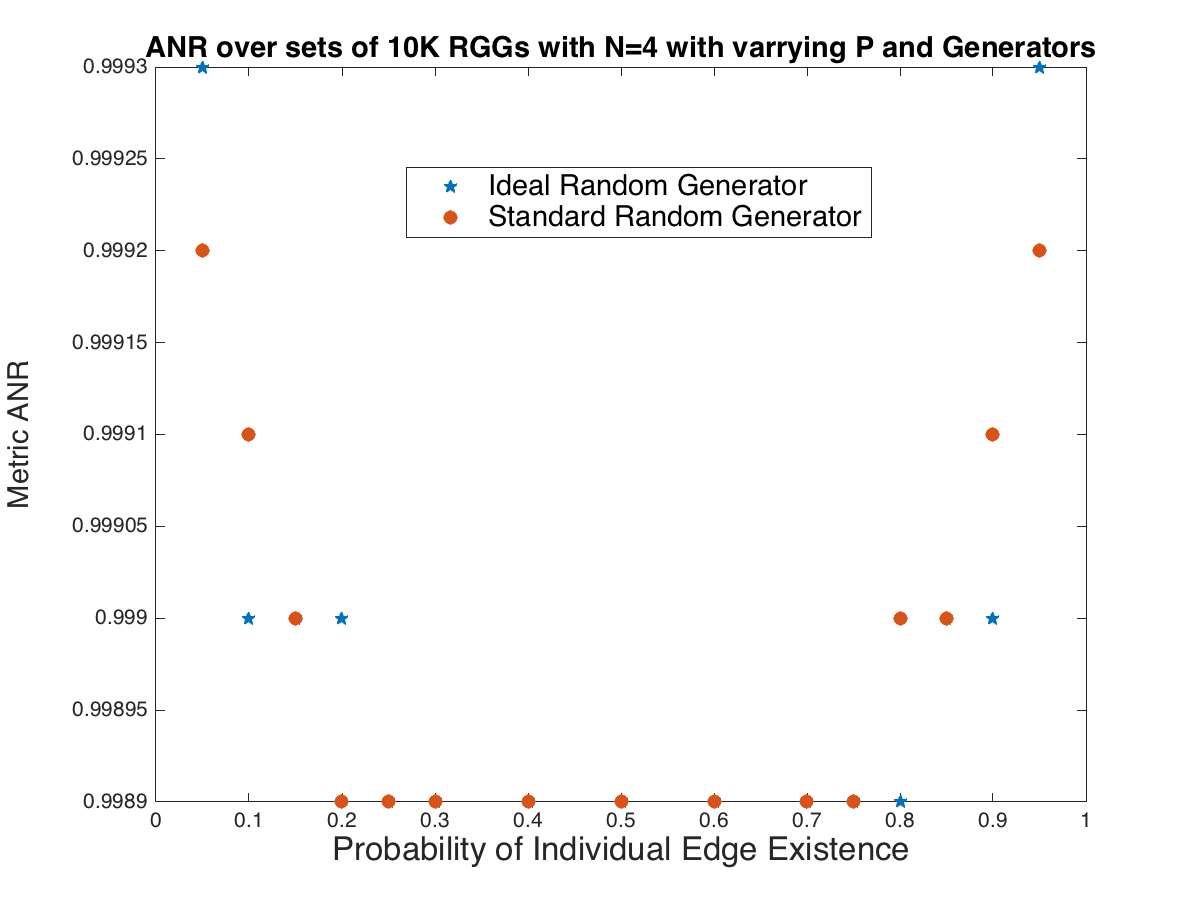 ANR over sets of 10K RGGs with N=4 with varrying P and Generators
0.9993
0.99925
0.9992
0.99915
0.9991
0.99905
0.999
0.99895
0.9989
Metric ANR
Ideal Random Generator
Standard Random Generator
0 0.1 0.2 0.3 0.4 0.5 0.6 0.7 0.8 0.9 1
Probability of Individual Edge Existence